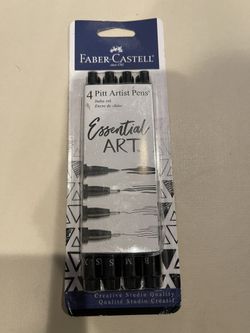 FABER-CASTELL
since 1761
4 Pitt Artist Pens®
India ink
Encre de chine
Essential
ART
XS S M B
Creative Studio Quality
Qualité Studio Créatif